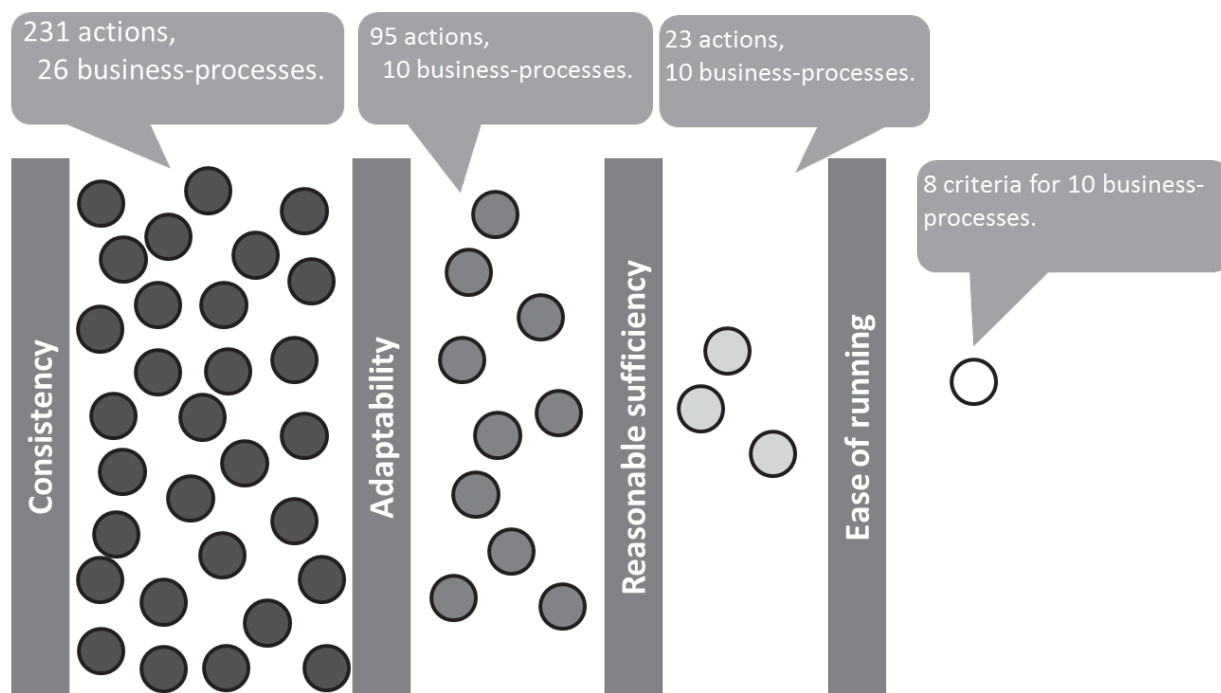 231 actions,
26 business-processes.
95 actions,
10 business-processes.
23 actions,
10 business-processes.
8 criteria for 10 business-
processes.
Consistency
Adaptability
Reasonable sufficiency
Ease of running